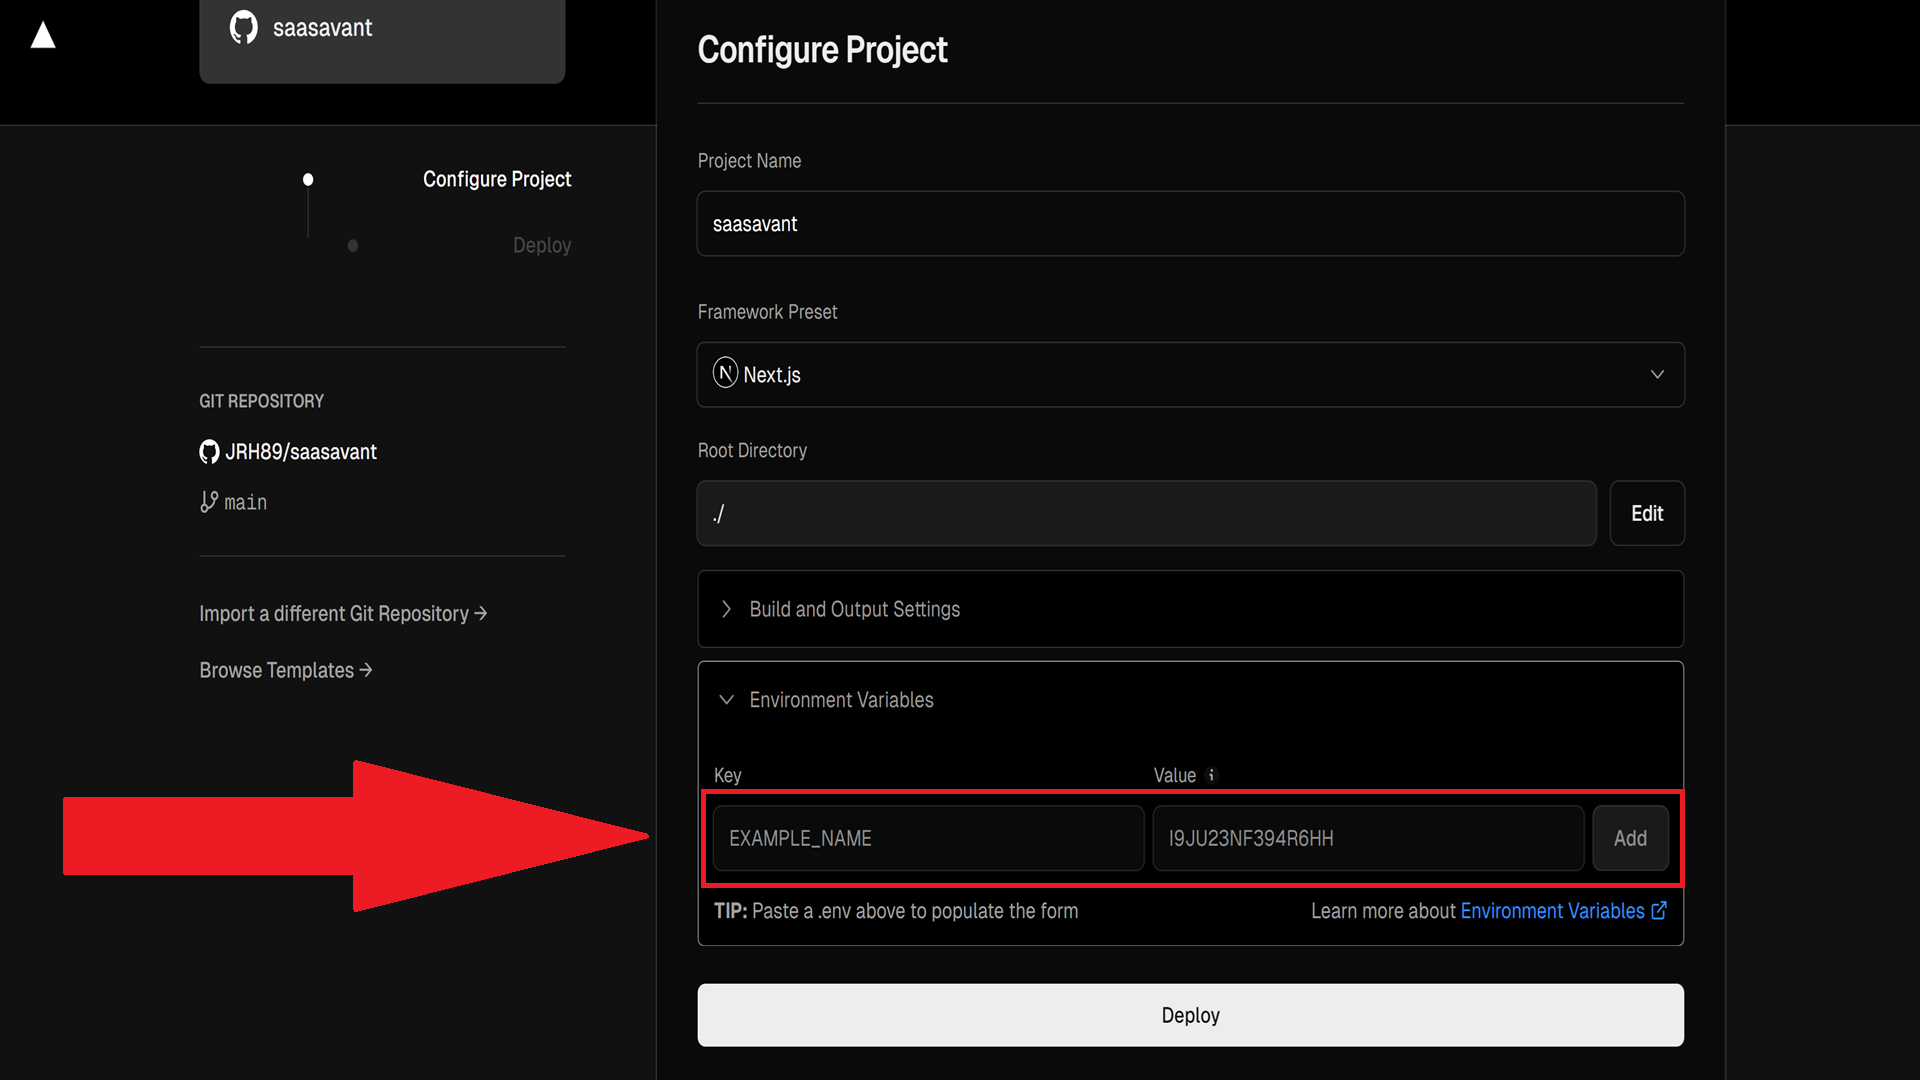 saasavant
Configure Project
Deploy
GIT REPOSITORY
JRH89/saasavant
main
Import a different Git Repository →
Browse Templates →
Configure Project
Project Name
saasavant
Framework Preset
N Next.js
Root Directory
./
Edit
Build and Output Settings
Environment Variables
Key Value i
EXAMPLE_NAME I9JU23NF394R6HH Add
TIP: Paste a .env above to populate the form Learn more about Environment Variables
Deploy